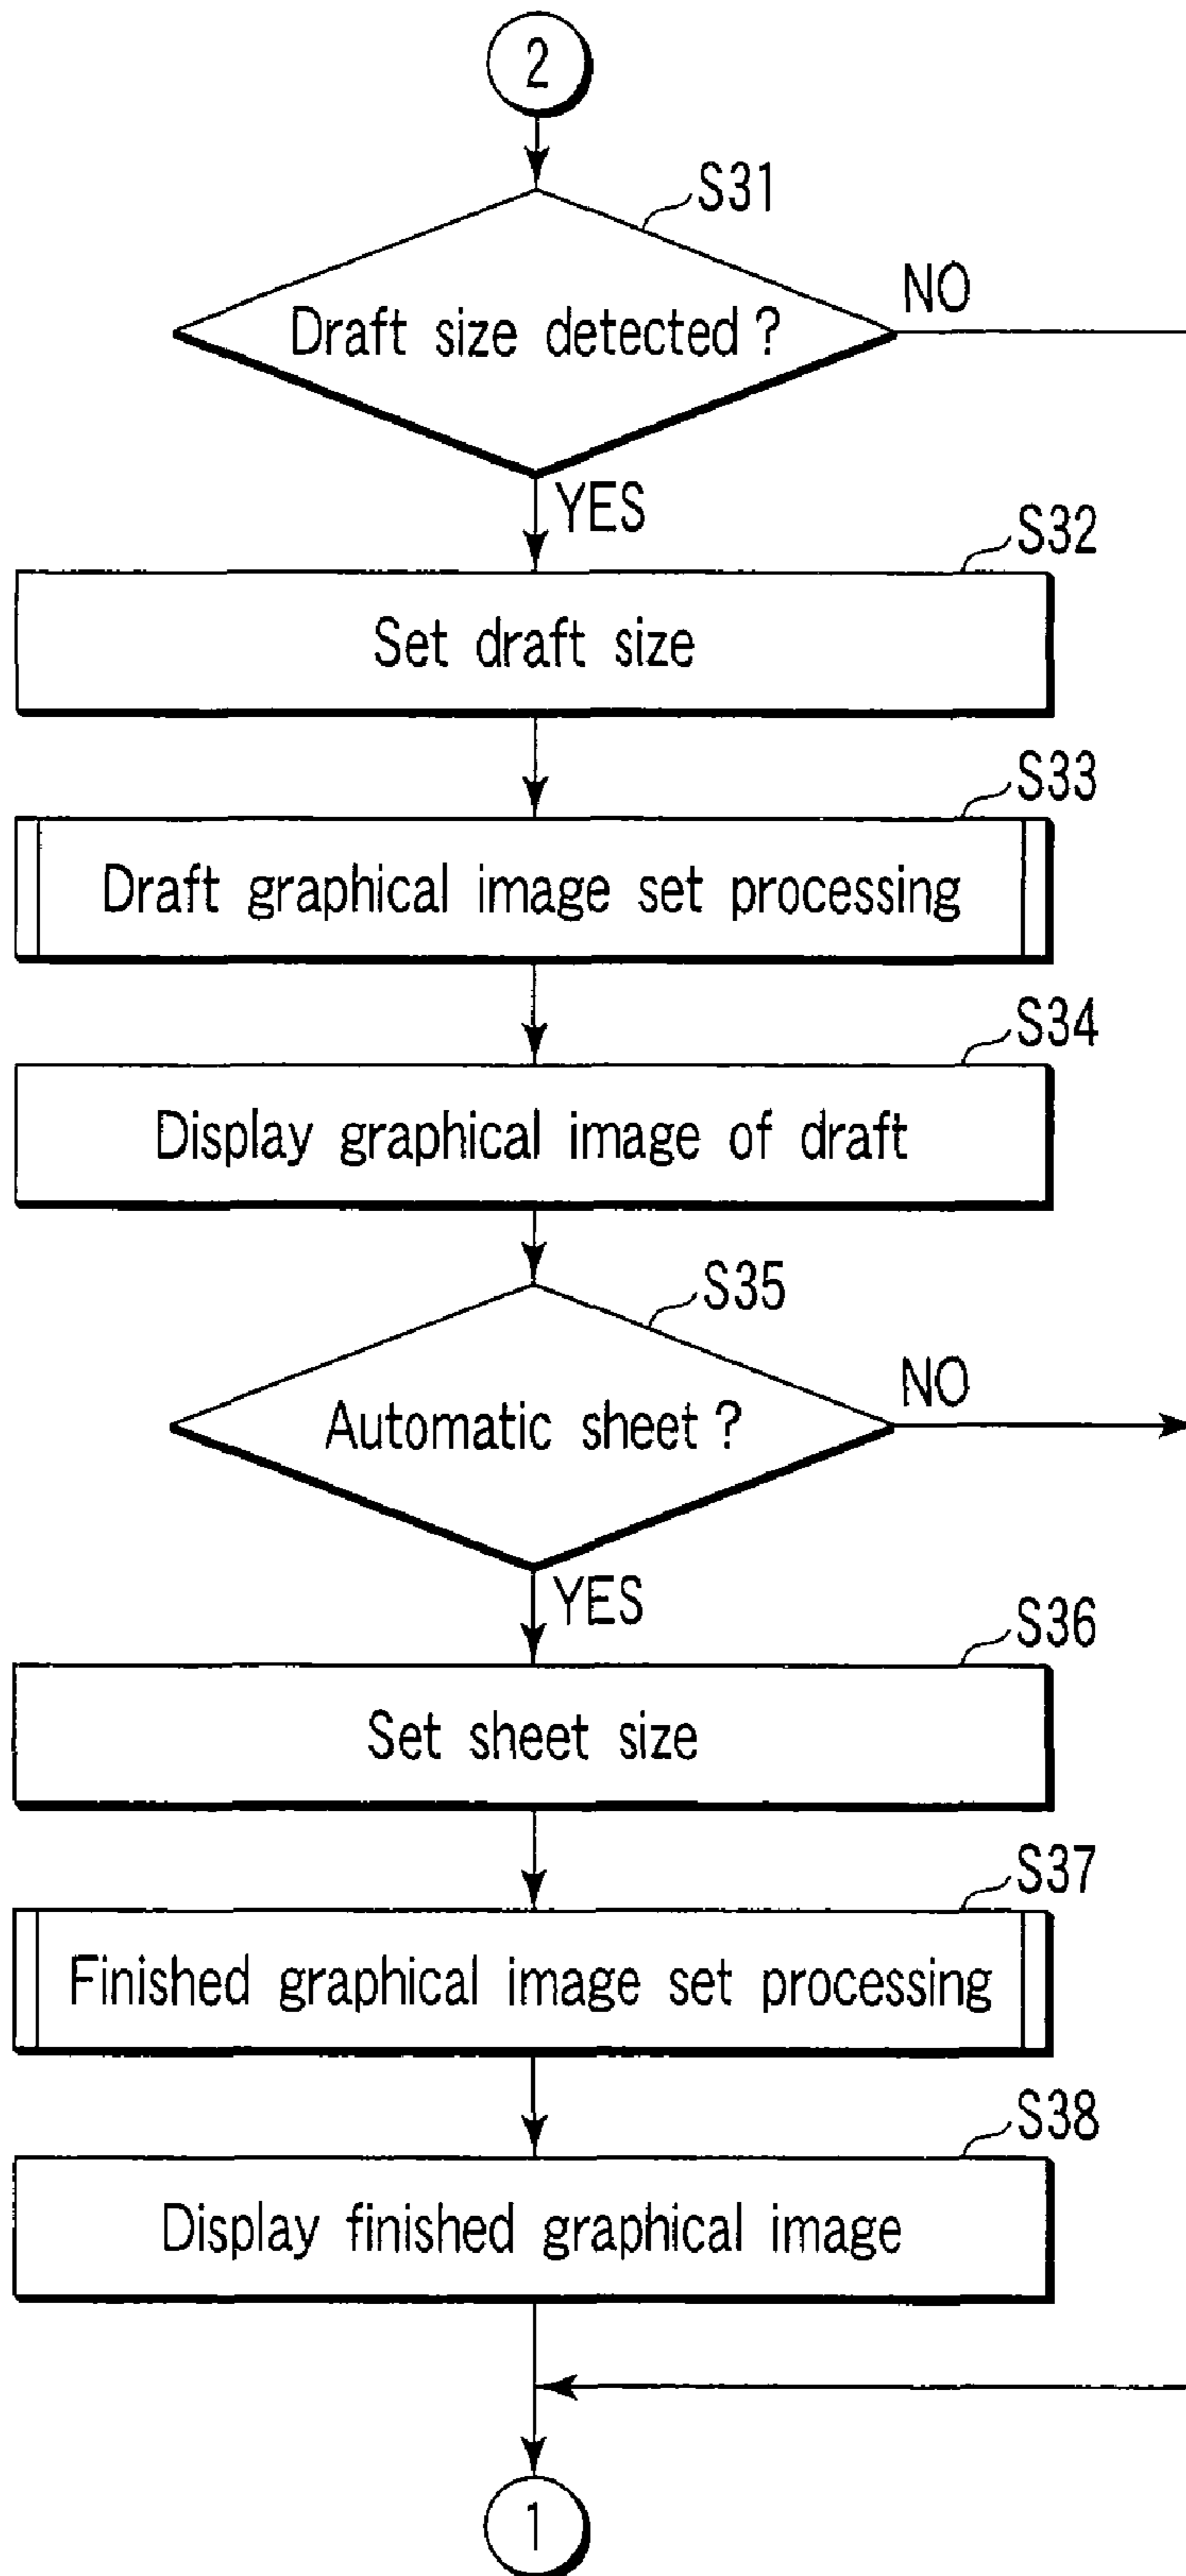 2
S31
Draft size detected ?
NO
YES
S32
Set draft size
S33
Draft graphical image set processing
S34
Display graphical image of draft
S35
Automatic sheet ?
NO
YES
S36
Set sheet size
S37
Finished graphical image set processing
S38
Display finished graphical image
1